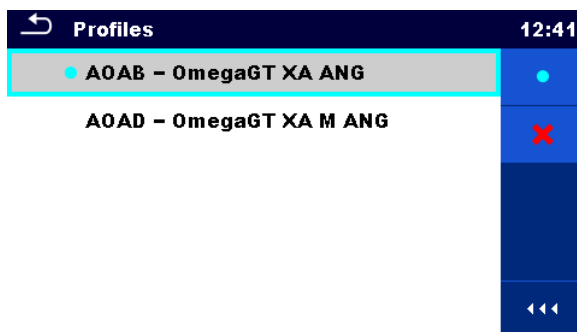 Profiles 12:41
AOAB – OmegaGT XA ANG
AOAD – OmegaGT XA M ANG